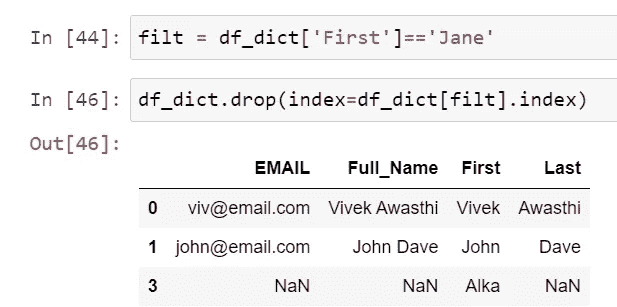 In [44]: filt = df_dict['First']=='Jane'
In [46]: df_dict.drop(index=df_dict[filt].index)
Out[46]:
EMAIL Full_Name First Last
0 viv@email.com Vivek Awasthi Vivek Awasthi
1 john@email.com John Dave John Dave
3 NaN NaN Alka NaN